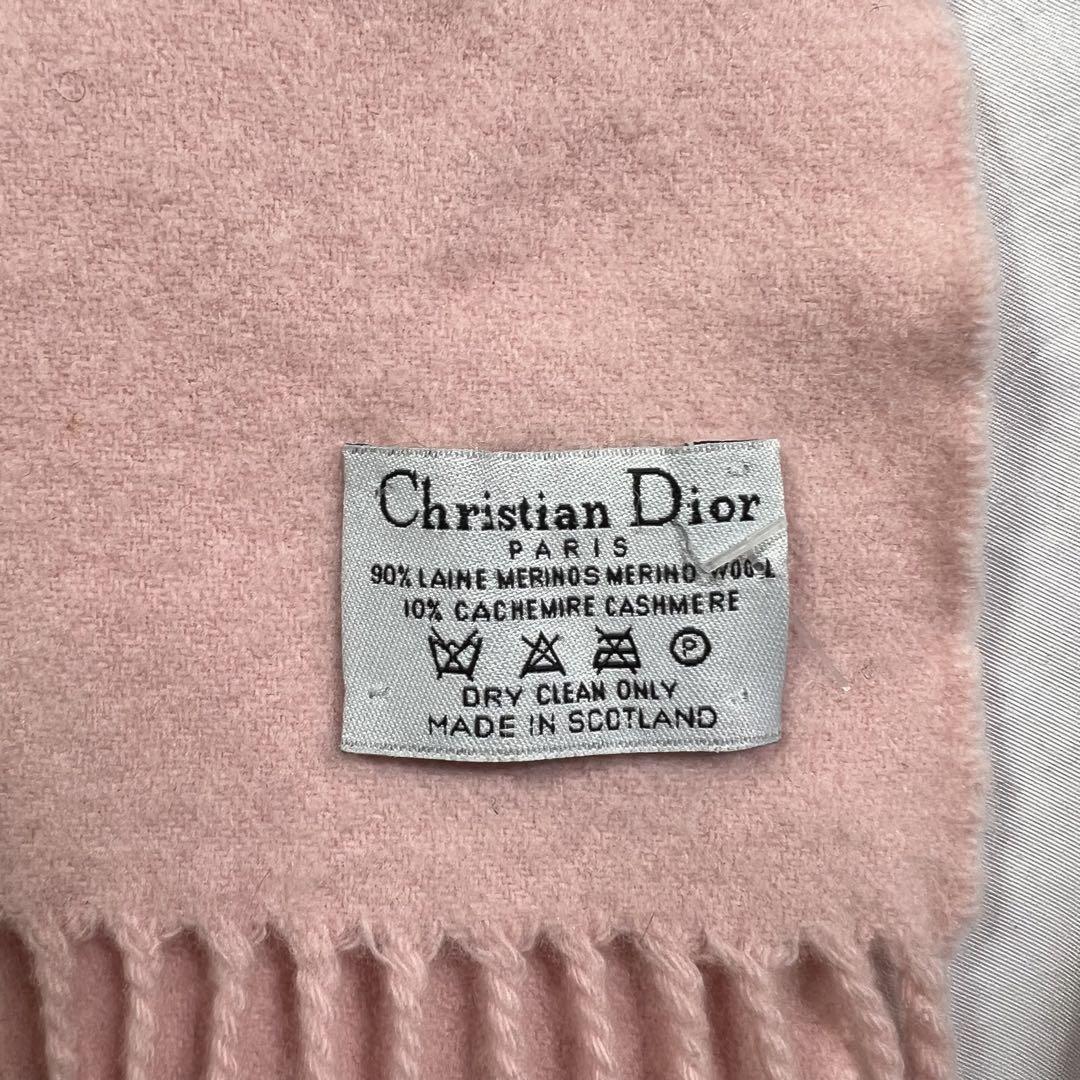 Christian Dior
PARIS
90% LAINE MERINOS MERINO WOOL
10% CACHEMIRE CASHMERE
P
DRY CLEAN ONLY
MADE IN SCOTLAND